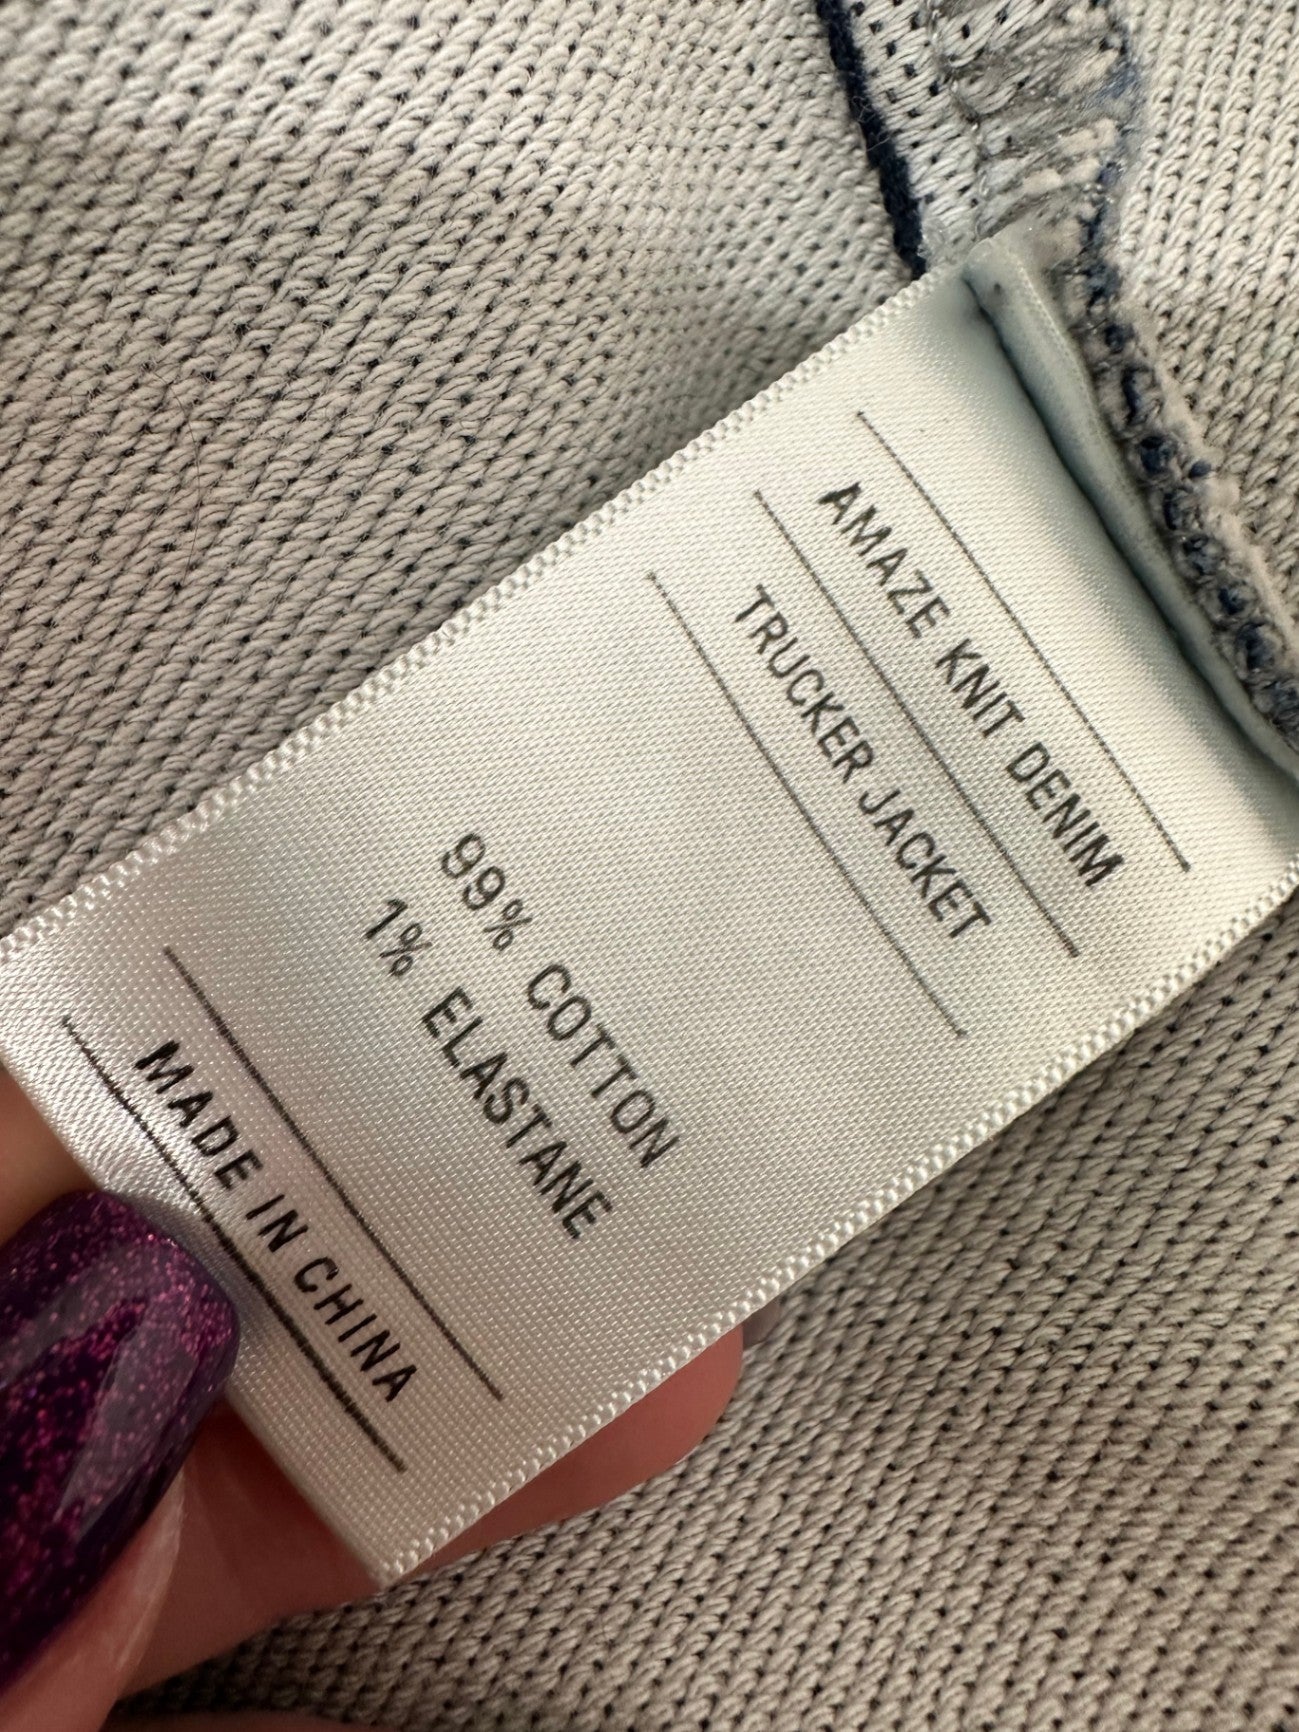 AMAZE KNIT DENIM
TRUCKER JACKET
99% COTTON
1% ELASTANE
MADE IN CHINA